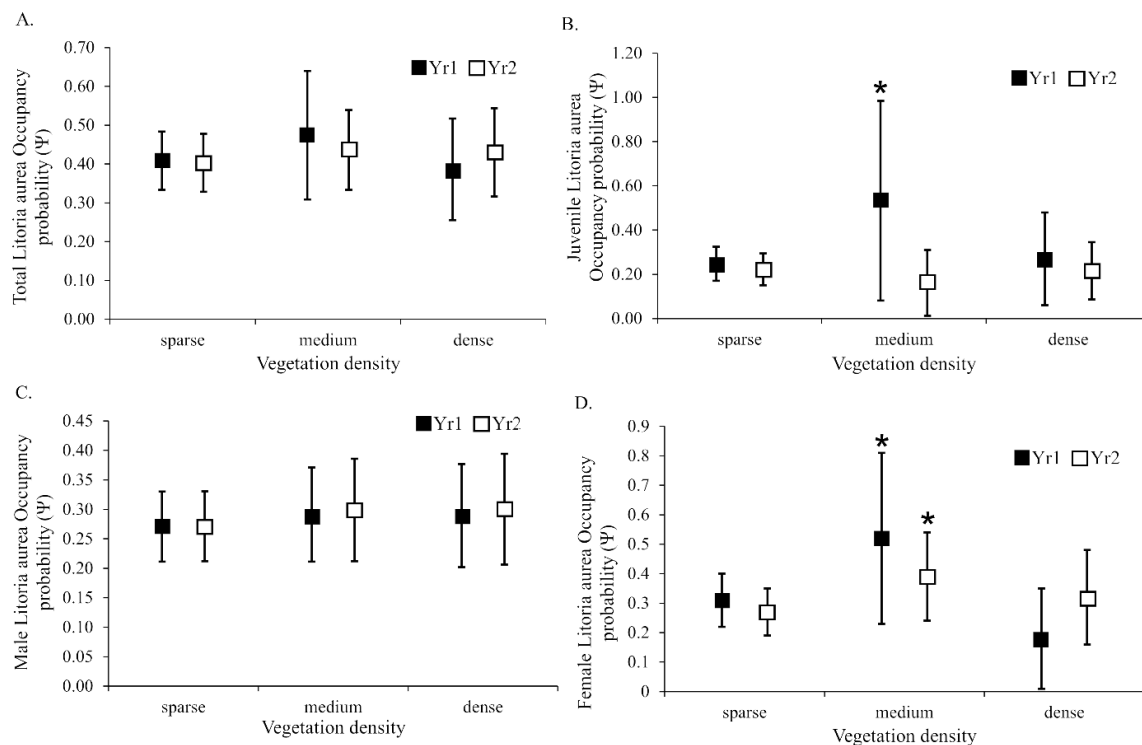 A.
Total Litoria aurea Occupancy
probability (Ψ)
0.70
0.60
0.50
0.40
0.30
0.20
0.10
0.00
Yr1 Yr2
sparse medium dense
Vegetation density
B.
Juvenile Litoria aurea
Occupancy probability (Ψ)
1.20
1.00
0.80
0.60
0.40
0.20
0.00
Yr1 Yr2
*
sparse medium dense
Vegetation density
C.
Male Litoria aurea Occupancy
probability (Ψ)
0.45
0.40
0.35
0.30
0.25
0.20
0.15
0.10
0.05
0.00
Yr1 Yr2
sparse medium dense
Vegetation density
D.
Female Litoria aurea Occupancy
probability (Ψ)
0.9
0.8
0.7
0.6
0.5
0.4
0.3
0.2
0.1
0
Yr1 Yr2
*
*
sparse medium dense
Vegetation density